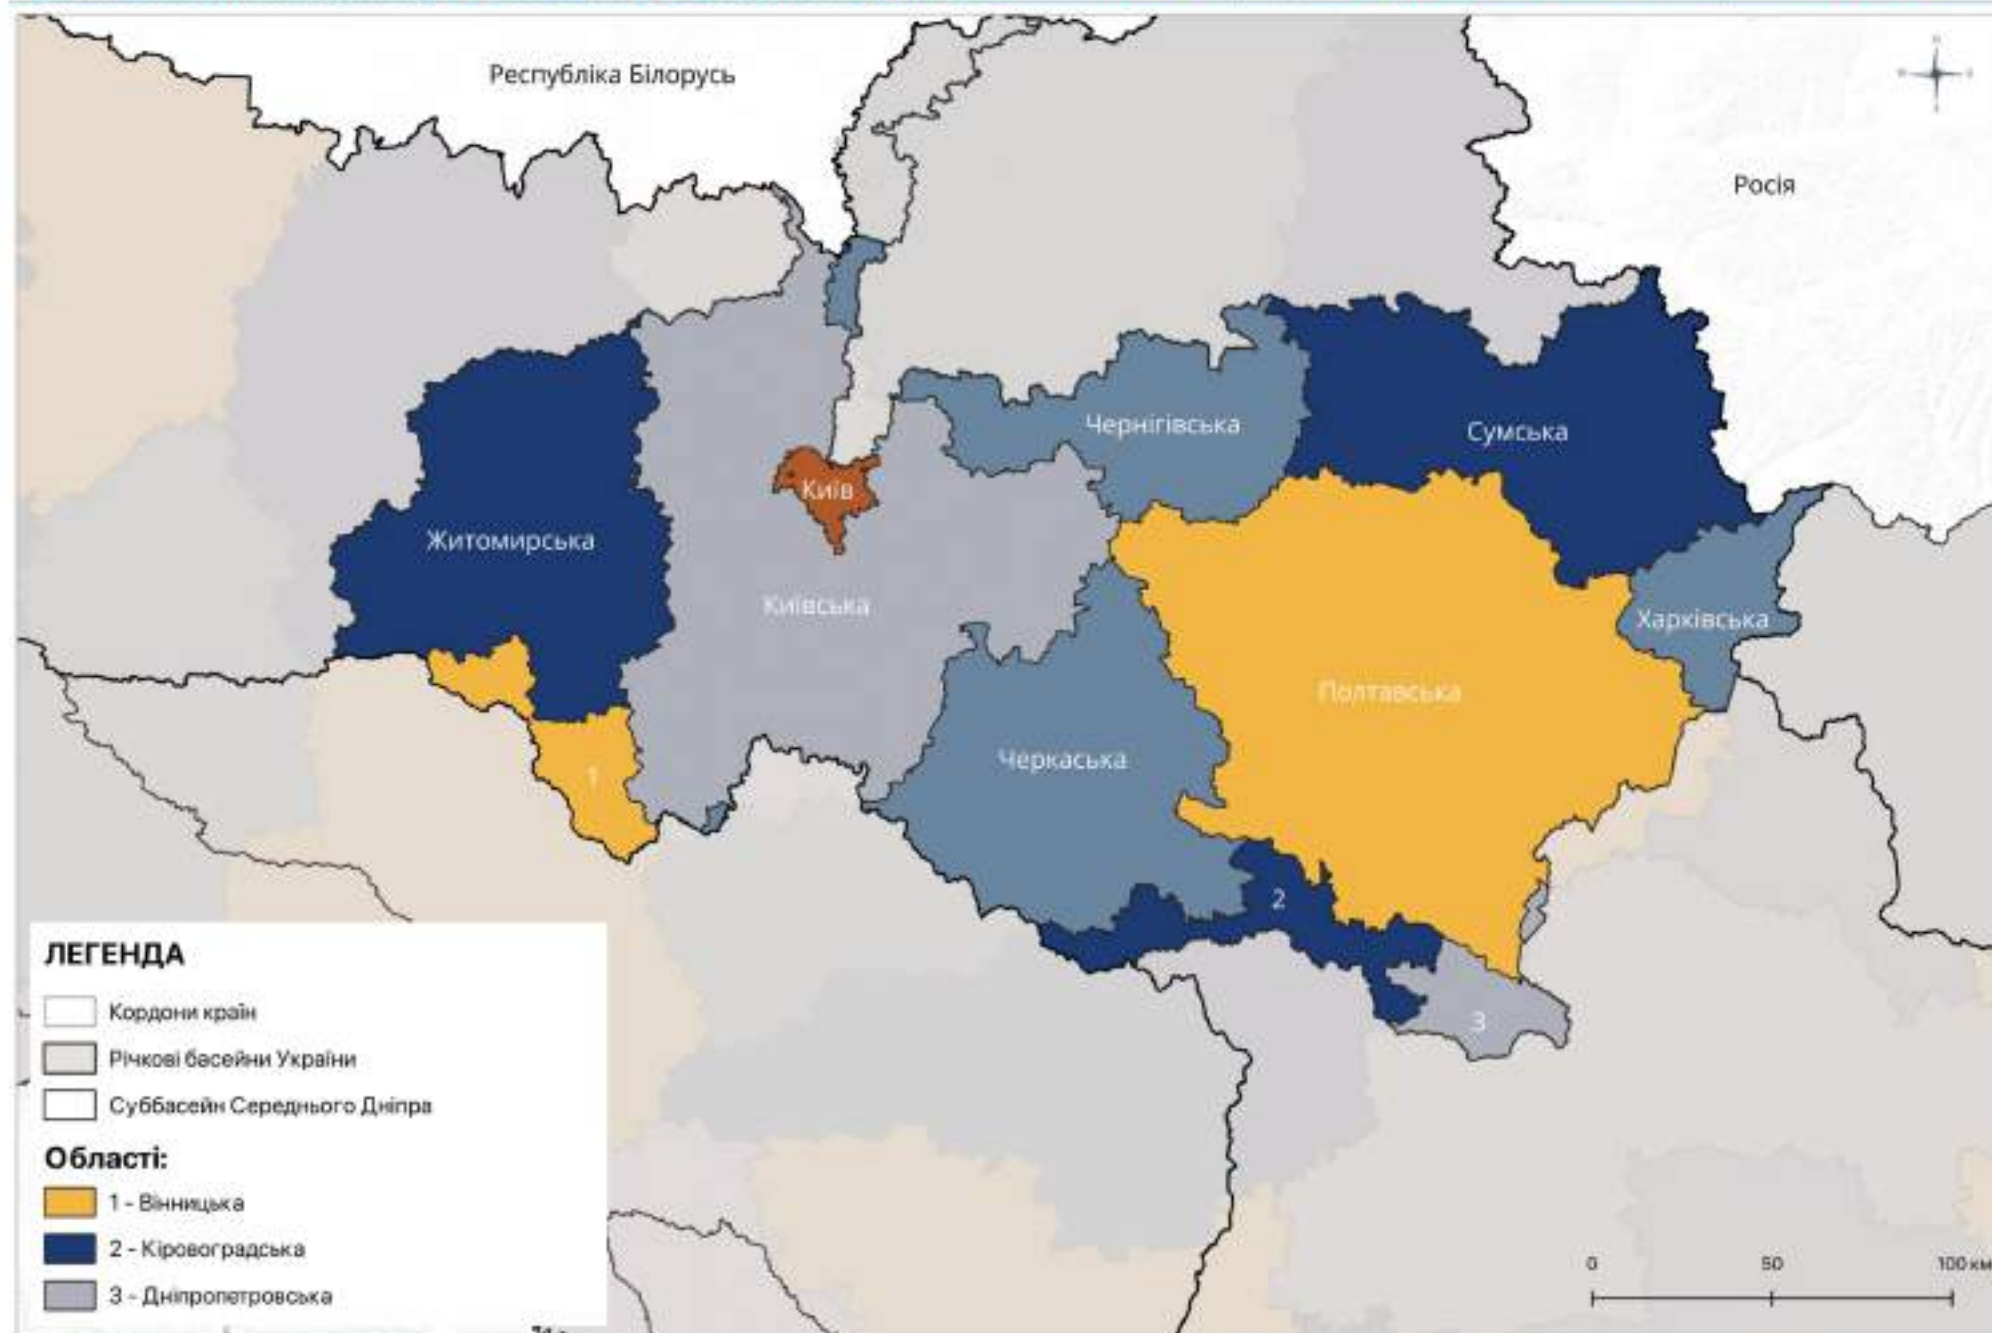 Республіка Білорусь
Росія
Чернігівська
Сумська
Київ
Житомирська
Київська
Харківська
Полтавська
Черкаська
1
2
3
ЛЕГЕНДА
Кордони країн
Річкові басейни України
Суббасейн Середнього Дніпра
Області:
1 - Вінницька
2 - Кіровоградська
3 - Дніпропетровська
0 50 100 км